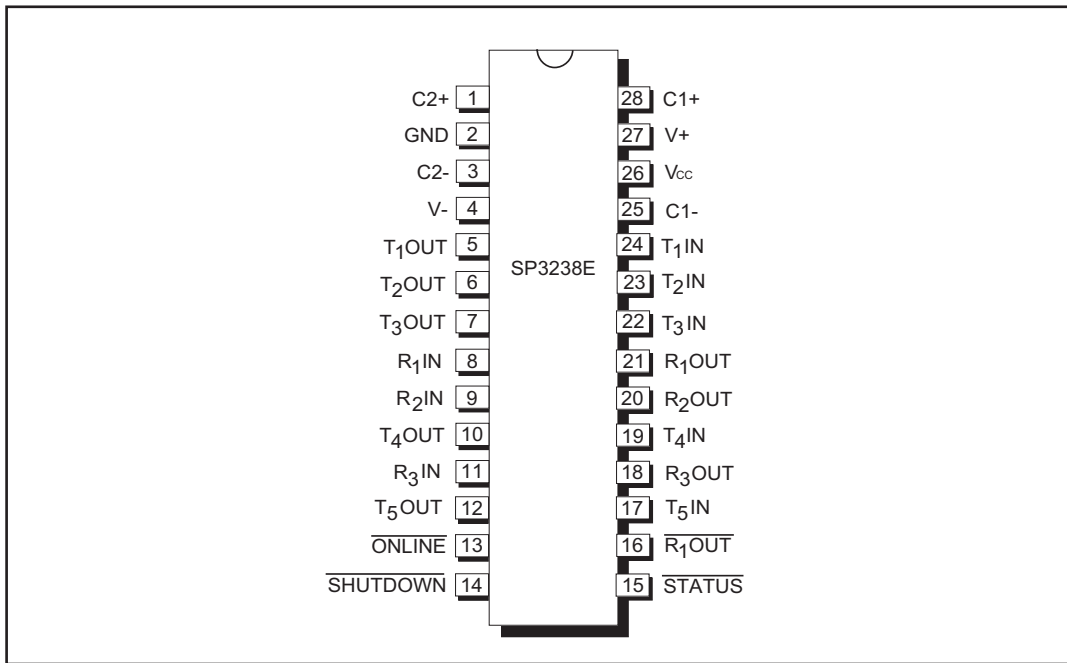 C2+ 1 28 C1+
GND 2 27 V+
C2- 3 26 Vcc
V- 4 25 C1-
T1OUT 5 24 T1IN
SP3238E
T2OUT 6 23 T2IN
T3OUT 7 22 T3IN
R1IN 8 21 R1OUT
R2IN 9 20 R2OUT
T4OUT 10 19 T4IN
R3IN 11 18 R3OUT
T5OUT 12 17 T5IN
ONLINE 13 16 R1OUT
SHUTDOWN 14 15 STATUS